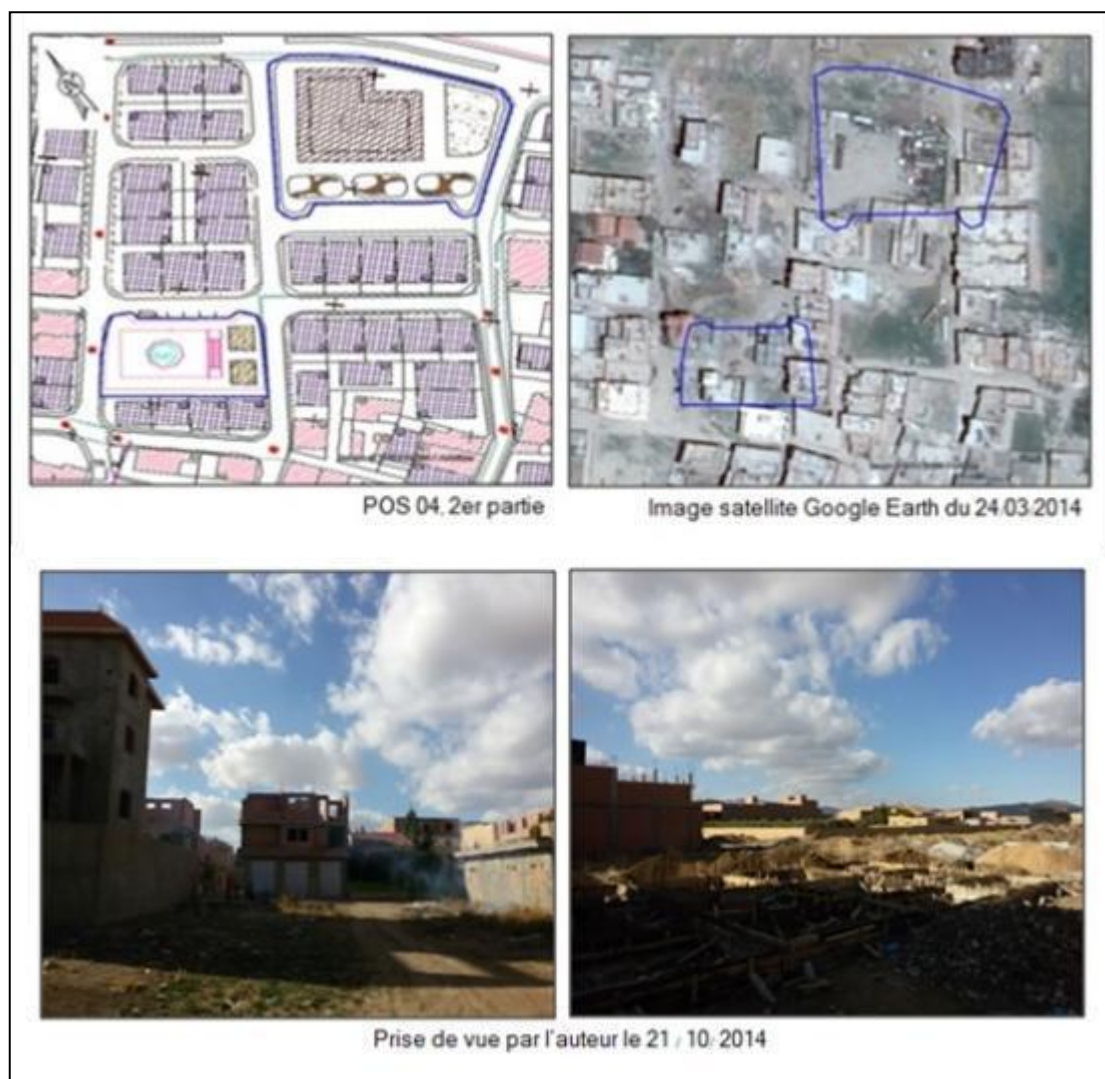 POS 04. 2er partie
Image satellite Google Earth du 24.03.2014
Prise de vue par l'auteur le 21 / 10/ 2014